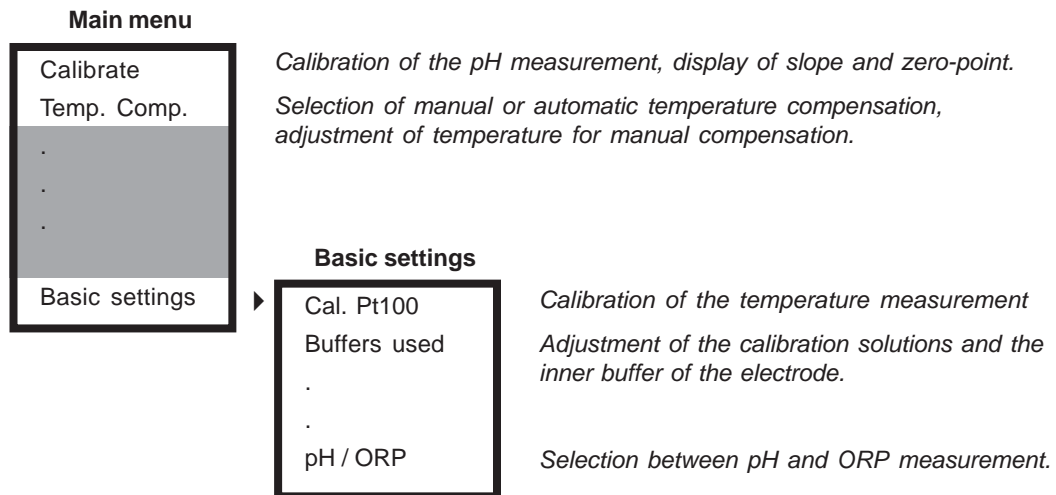 Main menu
Calibrate
Calibration of the pH measurement, display of slope and zero-point.
Temp. Comp.
Selection of manual or automatic temperature compensation,
adjustment of temperature for manual compensation.
.
.
.
Basic settings
Basic settings
Cal. Pt100
Calibration of the temperature measurement
Buffers used
Adjustment of the calibration solutions and the
inner buffer of the electrode.
.
.
pH / ORP
Selection between pH and ORP measurement.